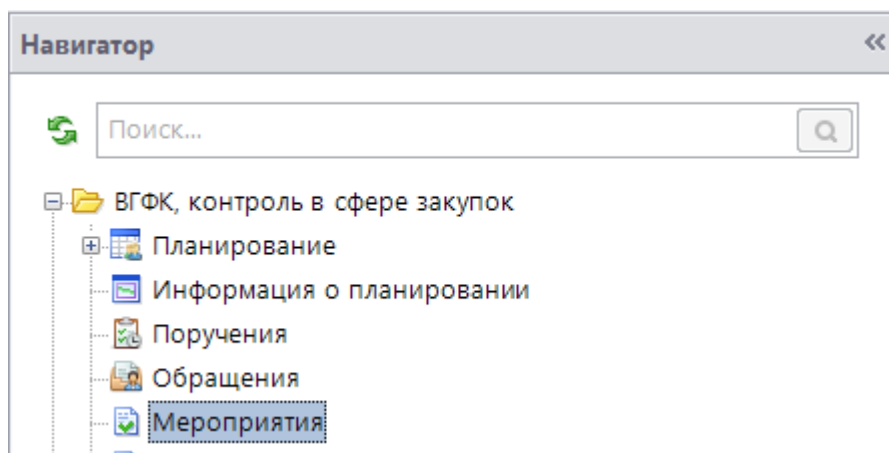 Навигатор
Поиск...
ВГФК, контроль в сфере закупок
Планирование
Информация о планировании
Поручения
Обращения
Мероприятия